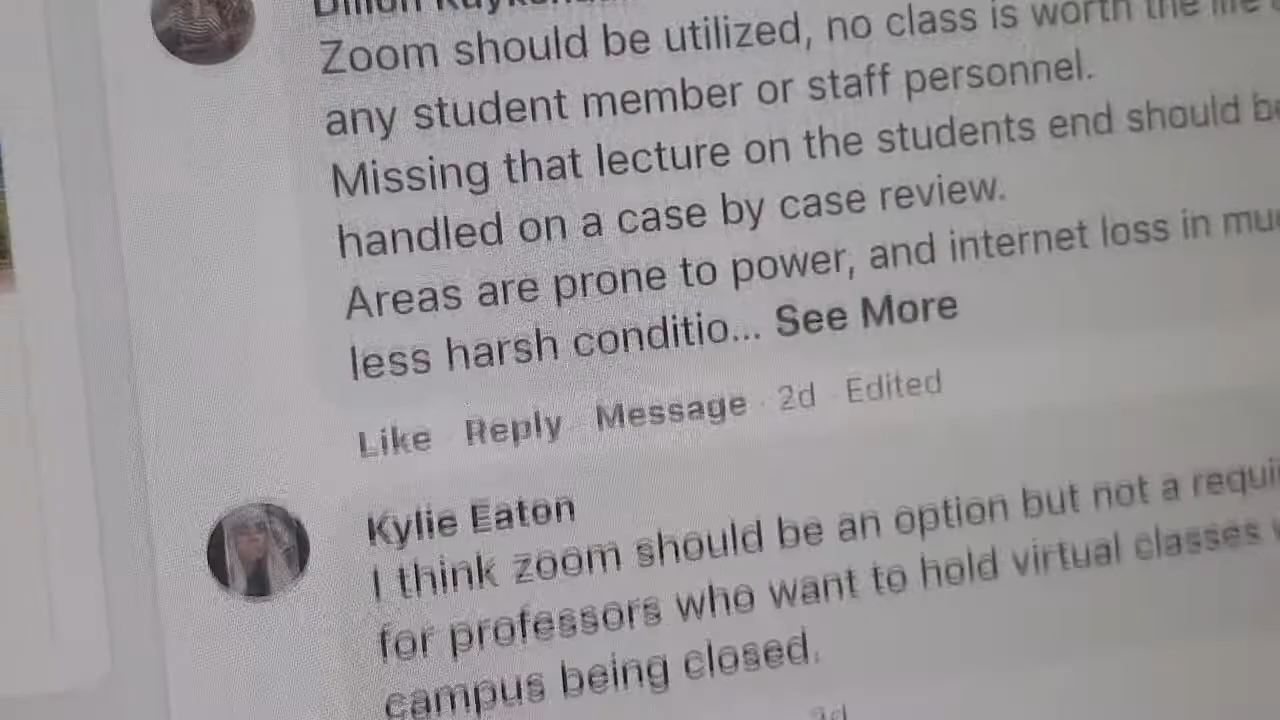 Zoom should be utilized, no class is worth the life
any student member or staff personnel.
Missing that lecture on the students end should
handled on a case by case review.
Areas are prone to power, and internet loss in
less harsh conditio... See More
Like Reply Message · 2d · Edited
Kylie Eaton
I think zoom should be an option but not a
for professors who want to hold virtual classes
campus being closed.